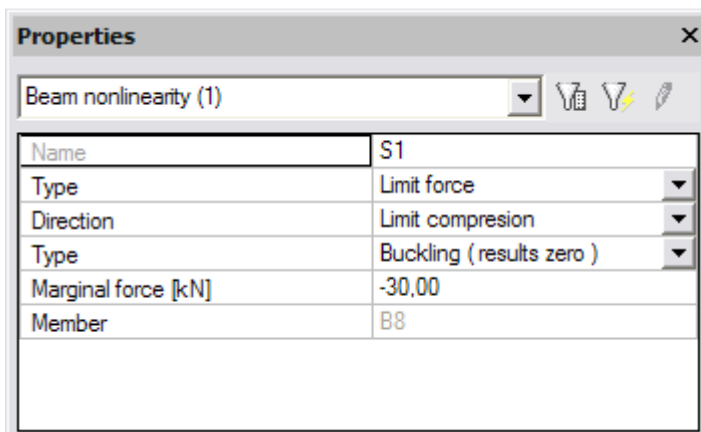 Properties
Beam nonlinearity (1)
Name S1
Type Limit force
Direction Limit compresion
Type Buckling ( results zero )
Marginal force [kN] -30,00
Member B8